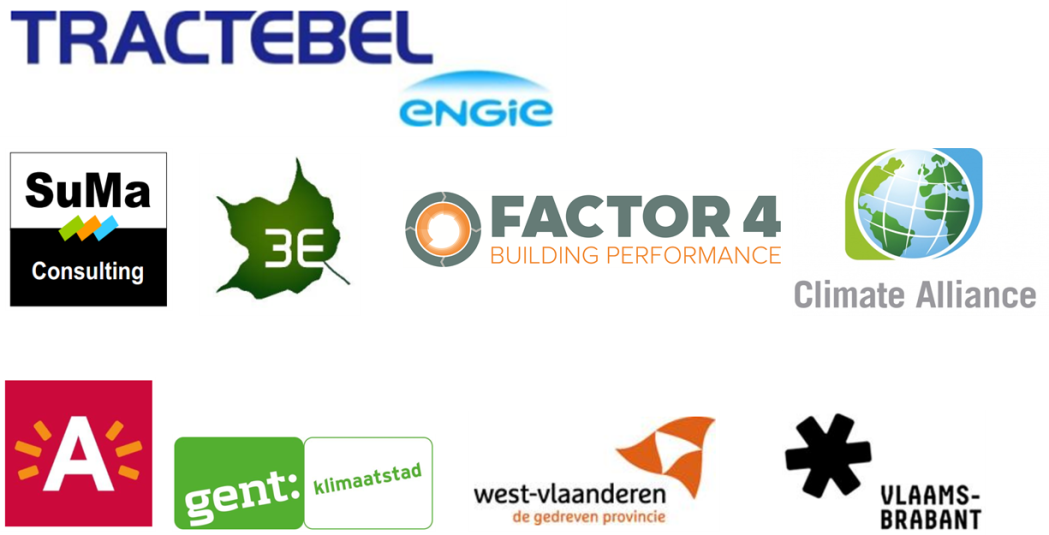 TRACTEBEL
ENGIE
SuMa
Consulting
3E
FACTOR 4
BUILDING PERFORMANCE
Climate Alliance
A
gent:
klimaatstad
west-vlaanderen
de gedreven provincie
VLAAMS-
BRABANT